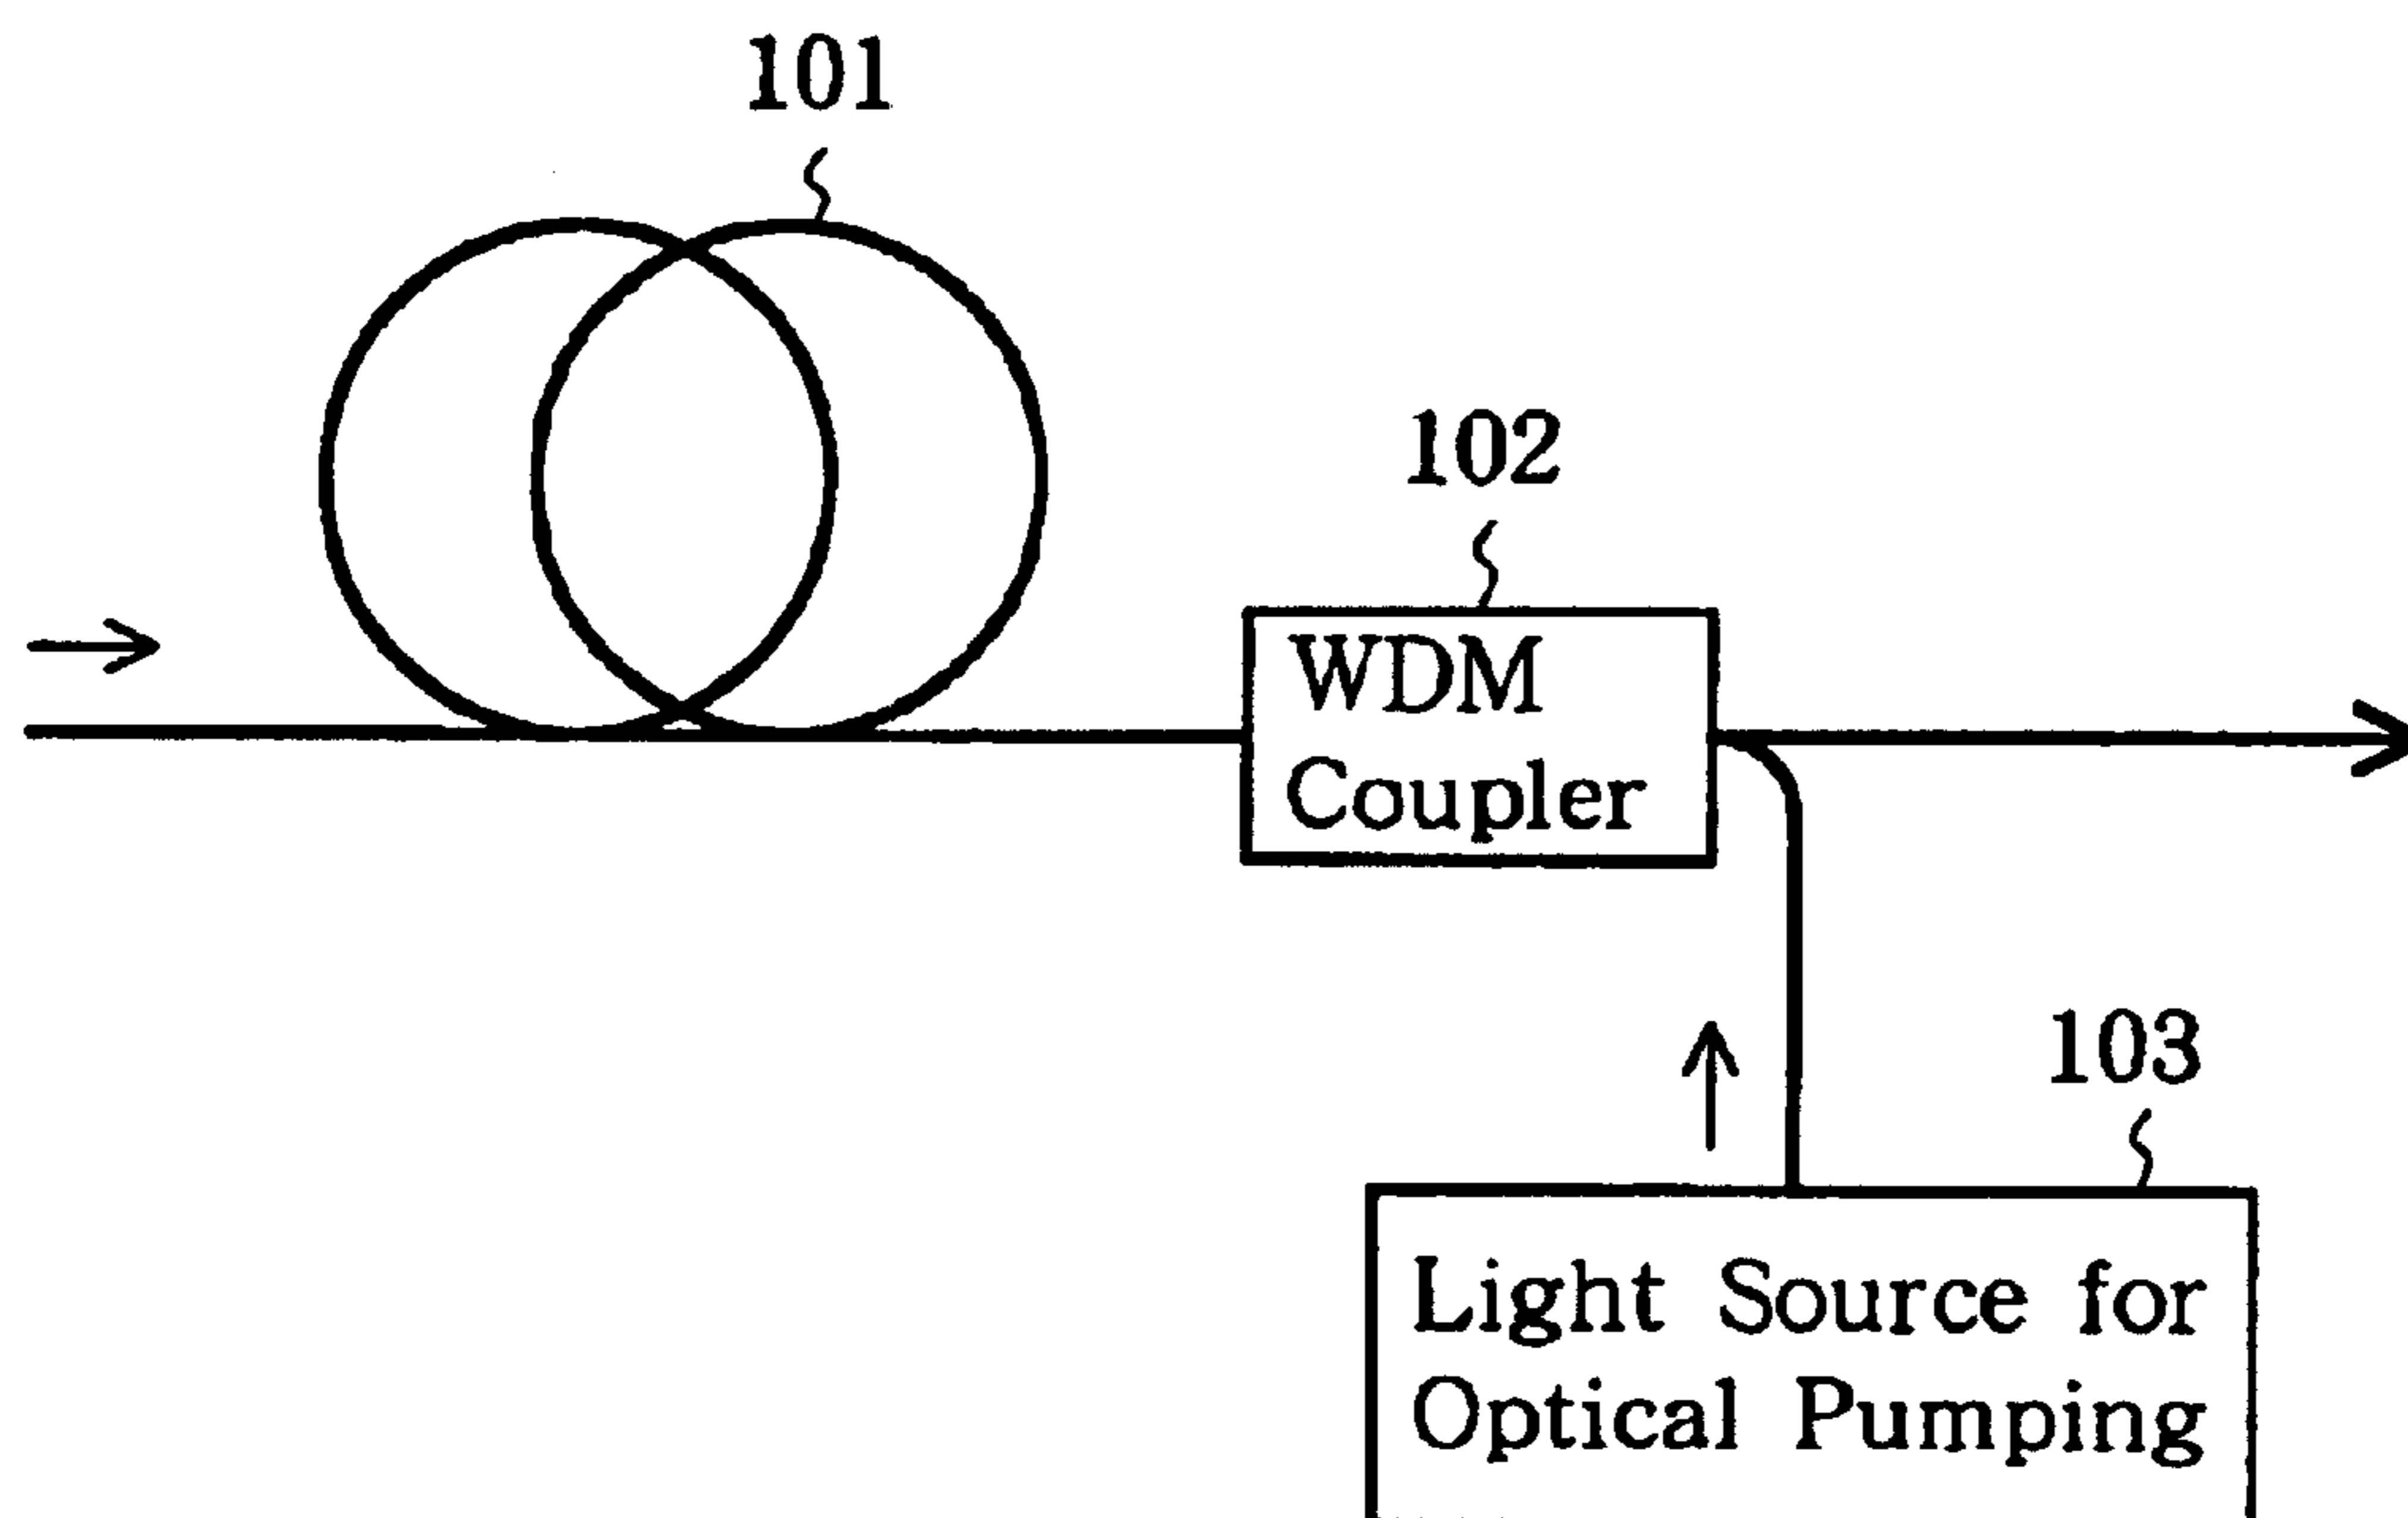 101
102
WDM
Coupler
103
Light Source for
Optical Pumping